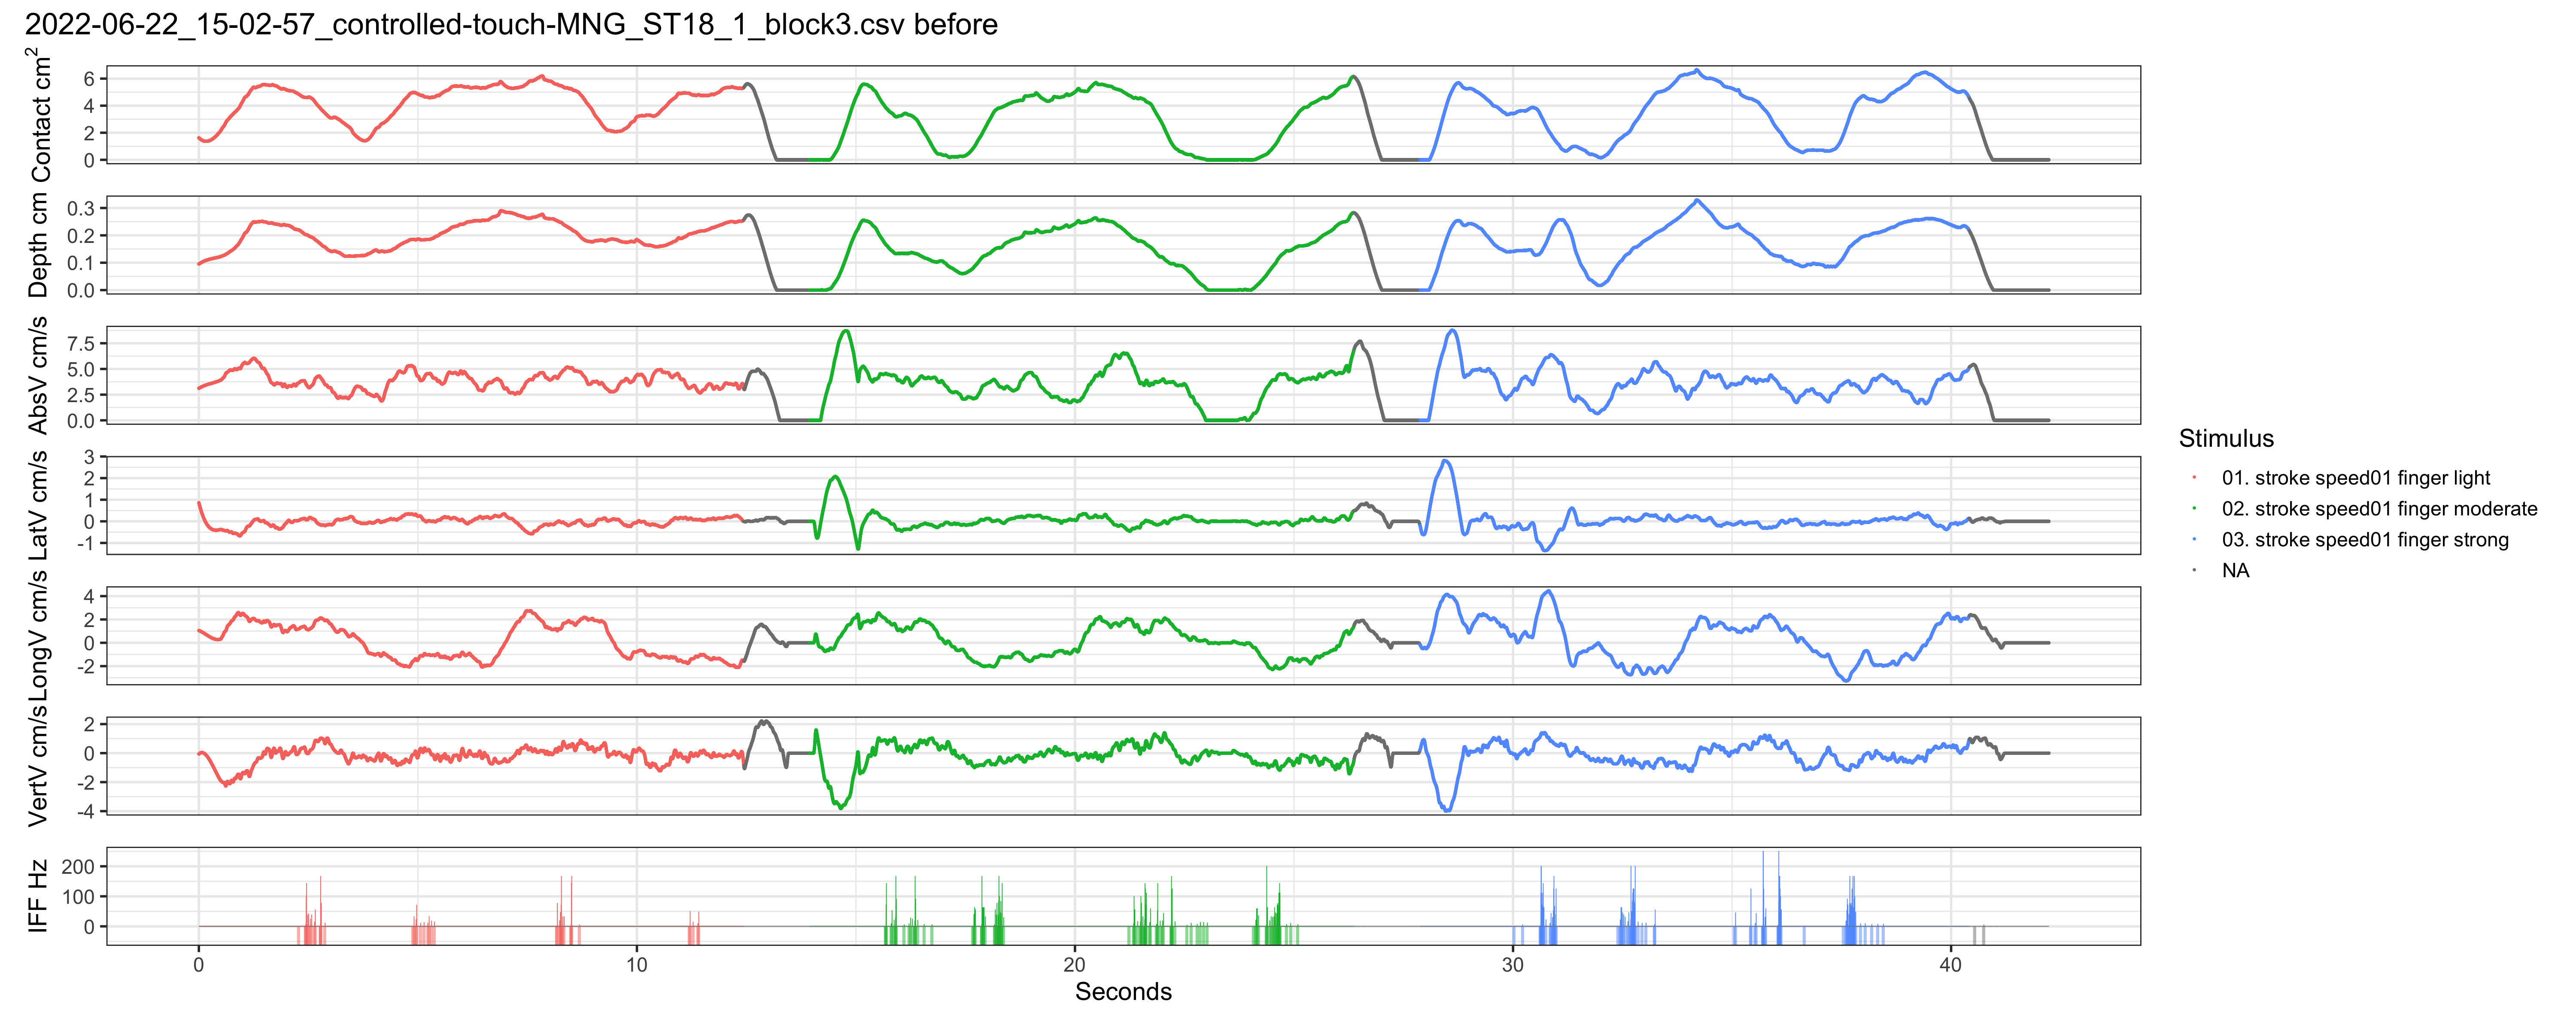 2022-06-22_15-02-57_controlled-touch-MNG_ST18_1_block3.csv before
Contact cm²
6
4
2
0
Depth cm
0.3
0.2
0.1
0.0
AbsV cm/s
7.5
5.0
2.5
0.0
LatV cm/s
3
2
1
0
-1
LongV cm/s
4
2
0
-2
VertV cm/s
2
0
-2
-4
IFF Hz
200
100
0
0
10
20
30
40
Seconds
Stimulus
01. stroke speed01 finger light
02. stroke speed01 finger moderate
03. stroke speed01 finger strong
NA